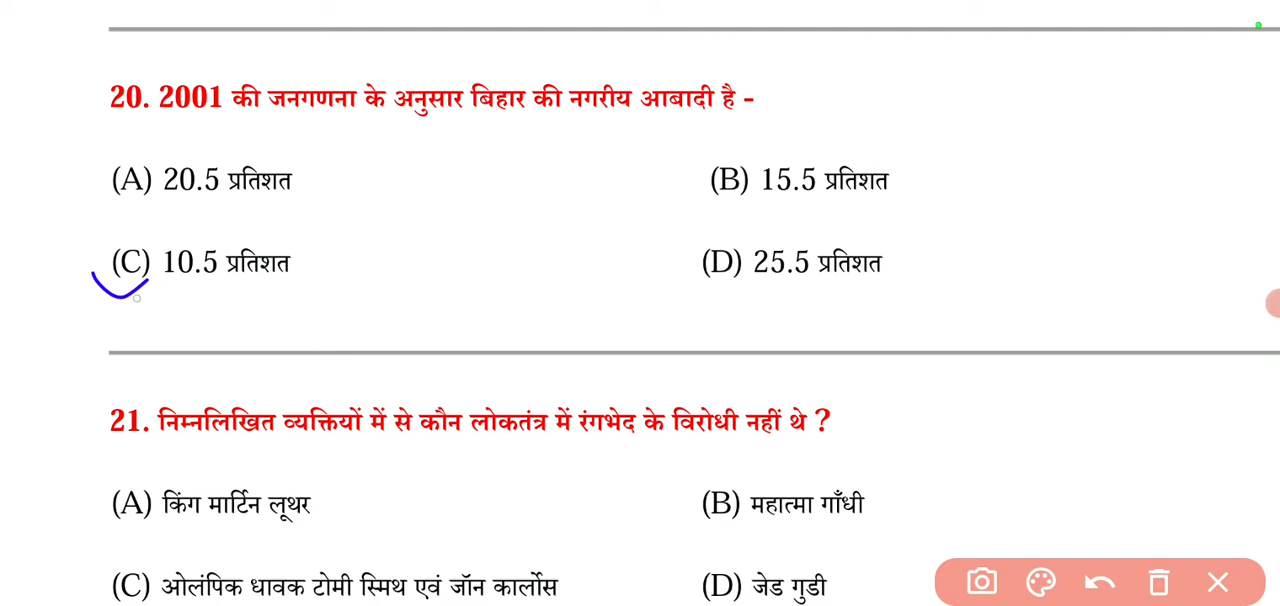 20. 2001 की जनगणना के अनुसार बिहार की नगरीय आबादी है -
(A) 20.5 प्रतिशत (B) 15.5 प्रतिशत
(C) 10.5 प्रतिशत (D) 25.5 प्रतिशत
21. निम्नलिखित व्यक्तियों में से कौन लोकतंत्र में रंगभेद के विरोधी नहीं थे ?
(A) किंग मार्टिन लूथर (B) महात्मा गाँधी
(C) ओलंपिक धावक टोमी स्मिथ एवं जॉन कार्लोस (D) जेड गुडी